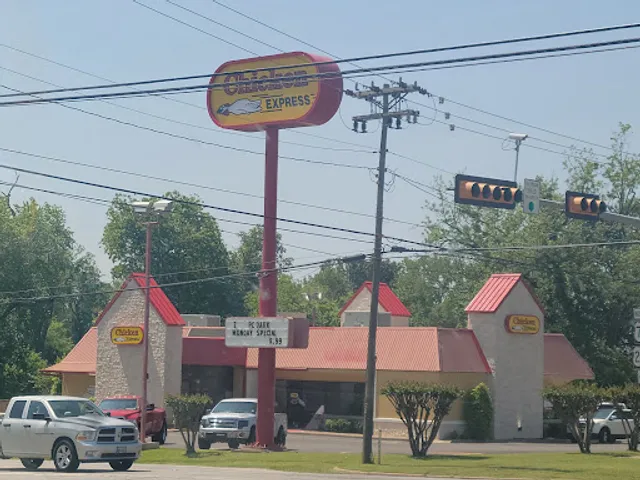 Chicken
EXPRESS
MONDAY SPECIAL
9.99
Chicken
Chicken